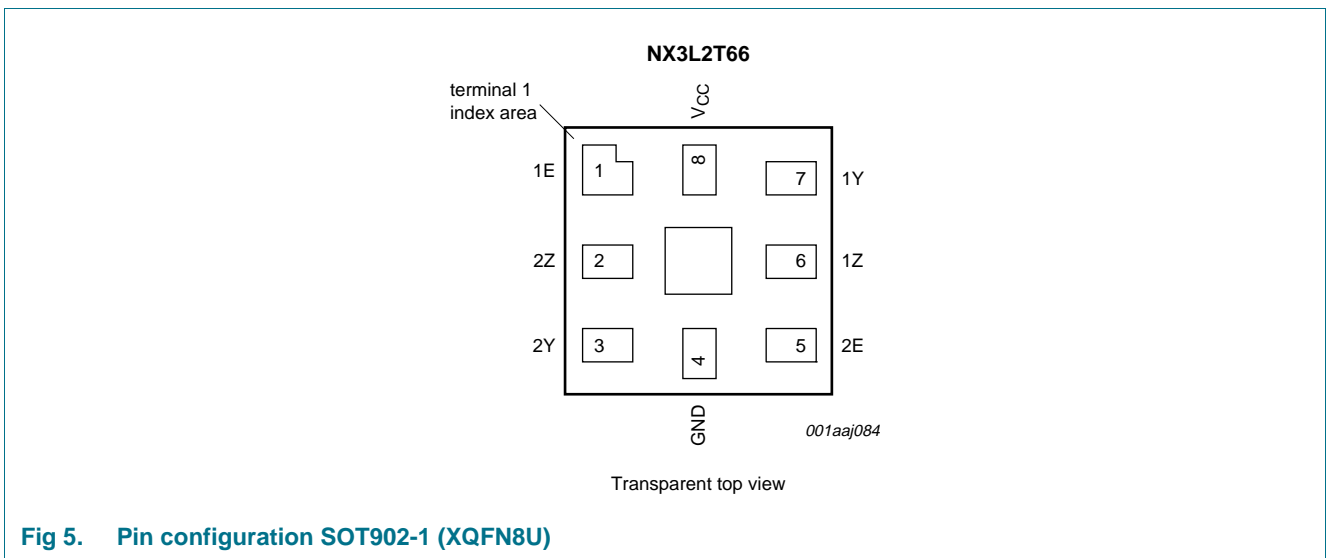 NX3L2T66
terminal 1
index area
VCC
1E
1
8
7
1Y
2Z
2
6
1Z
2Y
3
4
5
2E
GND
001aaj084
Transparent top view
Fig 5. Pin configuration SOT902-1 (XQFN8U)